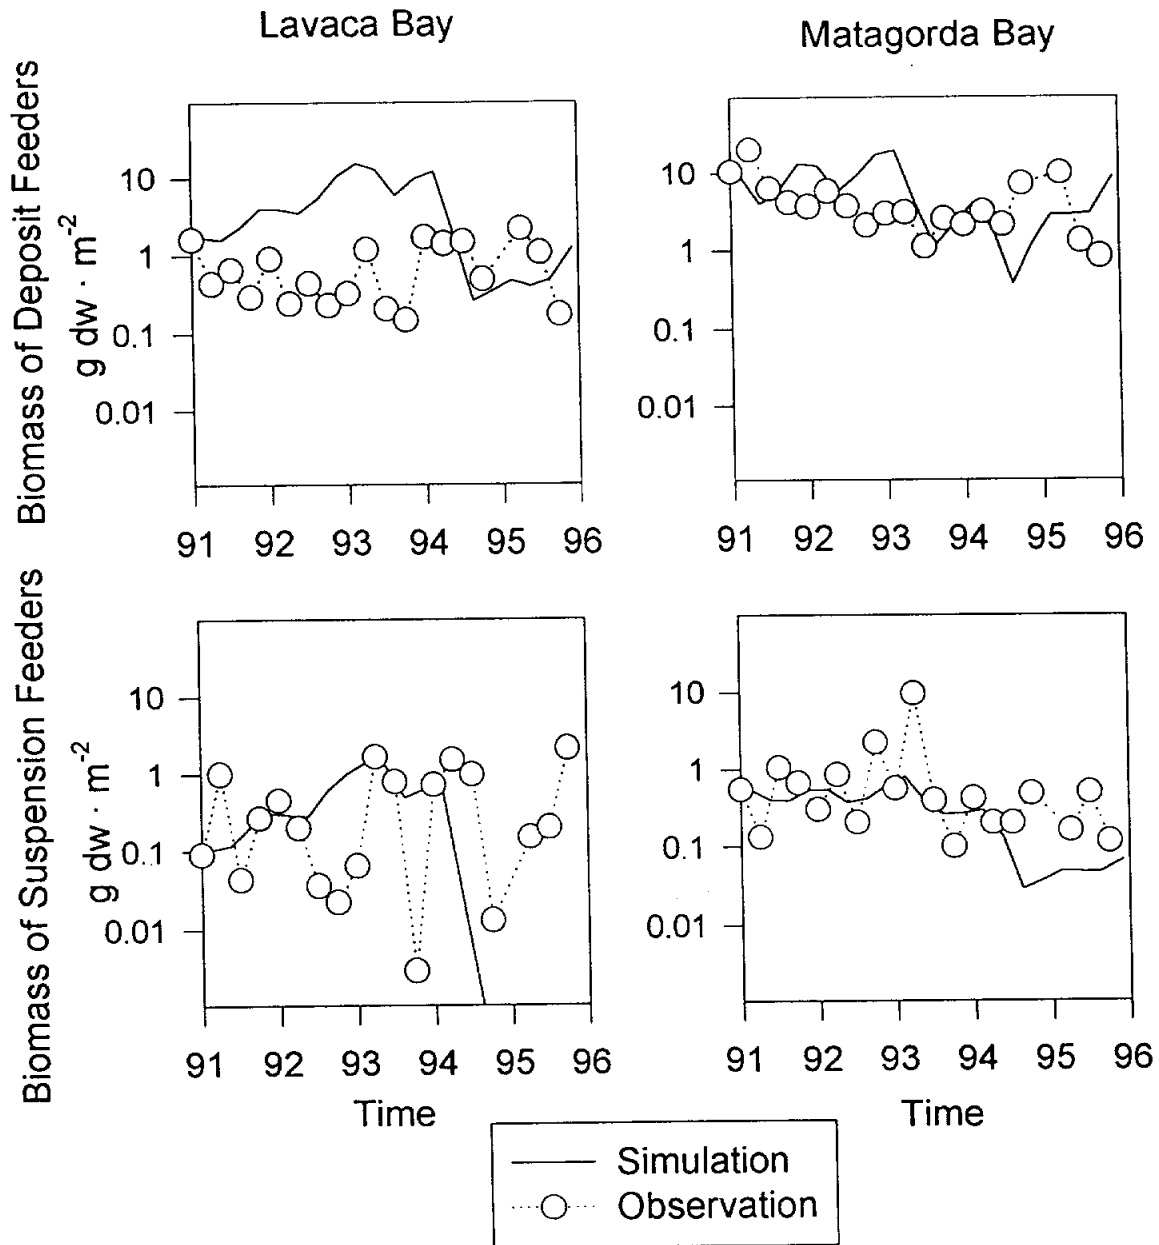 Lavaca Bay
Matagorda Bay
Biomass of Deposit Feeders
g dw · m-2
10
1
0.1
0.01
91 92 93 94 95 96
10
1
0.1
0.01
91 92 93 94 95 96
Biomass of Suspension Feeders
g dw · m-2
10
1
0.1
0.01
91 92 93 94 95 96
Time
10
1
0.1
0.01
91 92 93 94 95 96
Time
Simulation
Observation